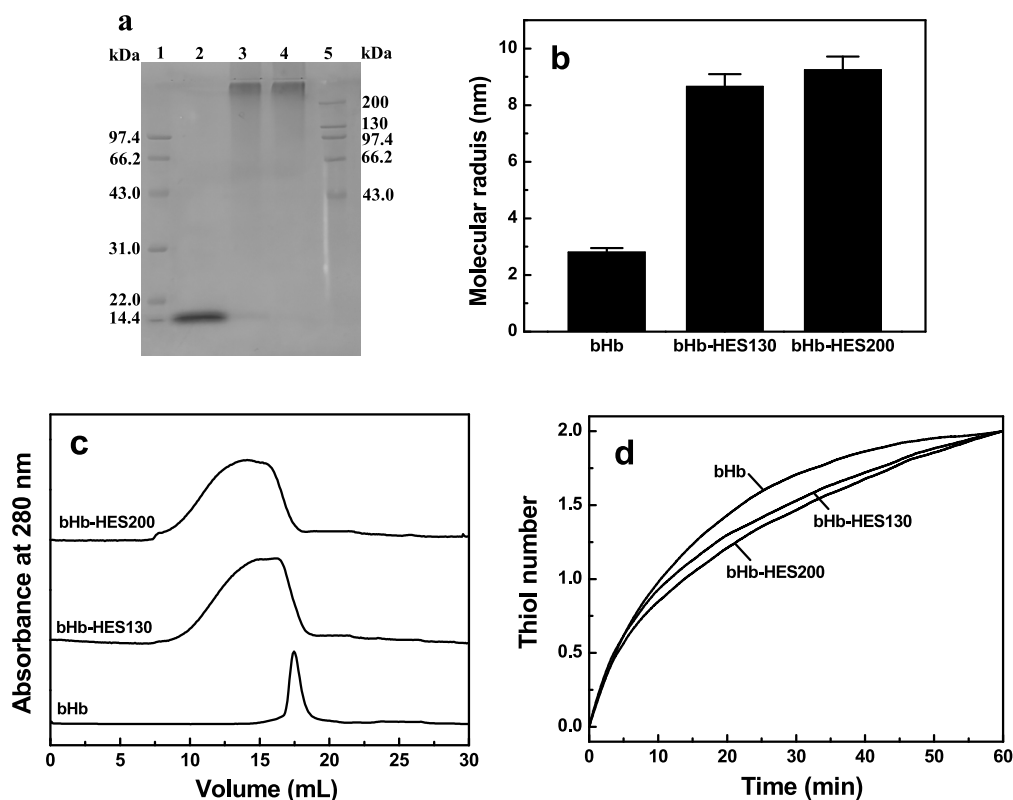 a
kDa 1 2 3 4 5 kDa
97.4
66.2
43.0
31.0
22.0
14.4
200
130
97.4
66.2
43.0
b
Molecular raduis (nm)
10
8
6
4
2
0
bHb bHb-HES130 bHb-HES200
c
Absorbance at 280 nm
bHb-HES200
bHb-HES130
bHb
0 5 10 15 20 25 30
Volume (mL)
d
Thiol number
2.0
1.5
1.0
0.5
0.0
bHb
bHb-HES130
bHb-HES200
0 10 20 30 40 50 60
Time (min)